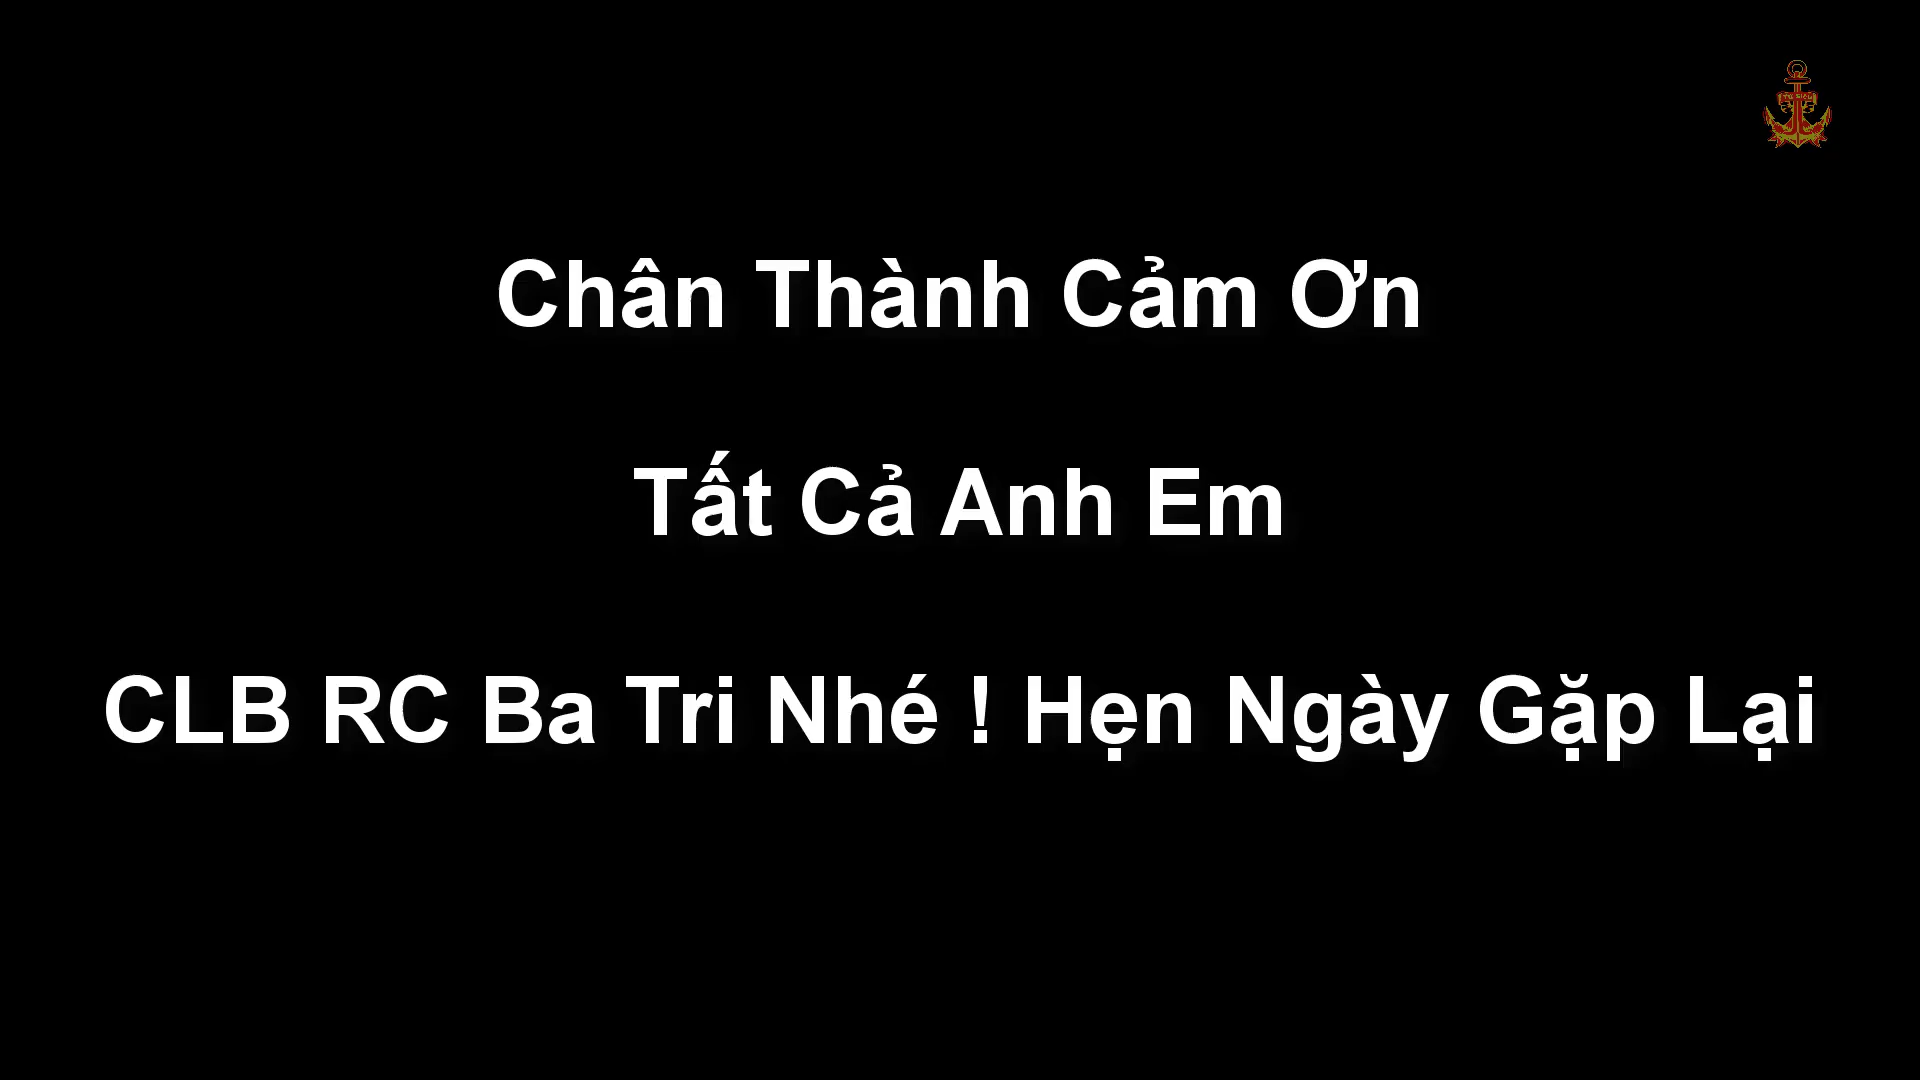 Chân Thành Cảm Ơn
Tất Cả Anh Em
CLB RC Ba Tri Nhé ! Hẹn Ngày Gặp Lại